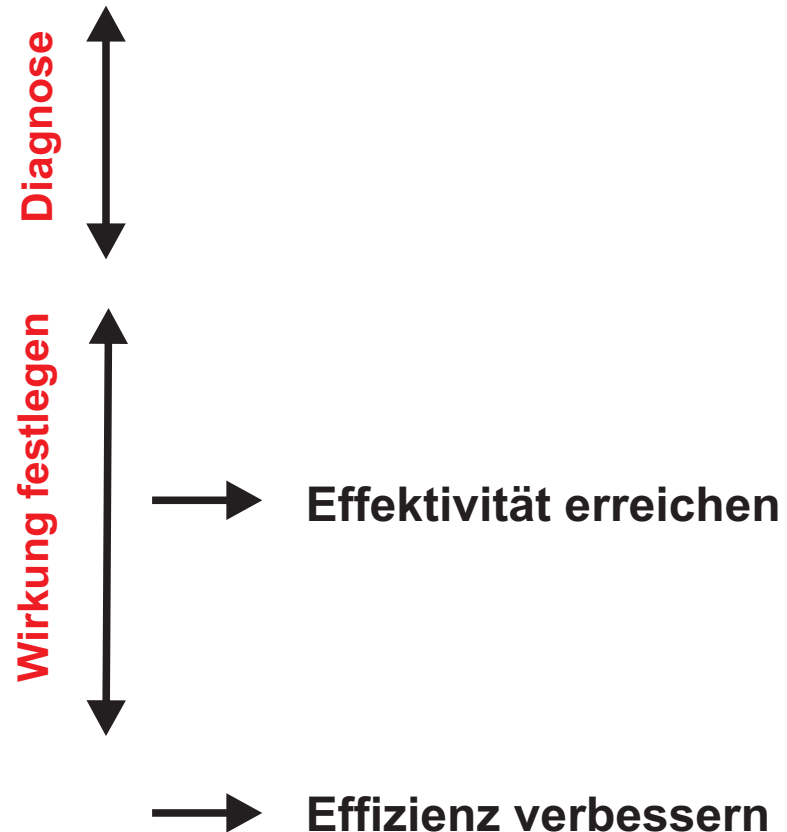 Diagnose
Wirkung festlegen
Effektivität erreichen
Effizienz verbessern